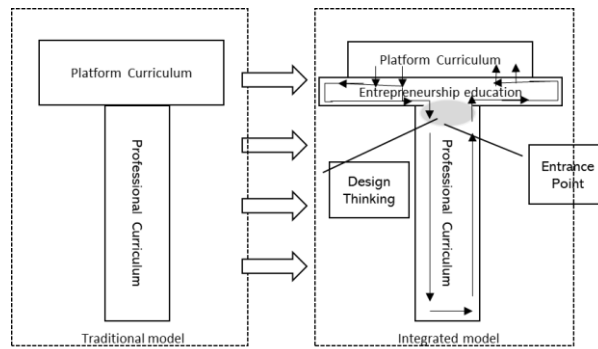 Platform Curriculum
Professional Curriculum
Traditional model
Platform Curriculum
Entrepreneurship education
Professional Curriculum
Design
Thinking
Entrance
Point
Integrated model